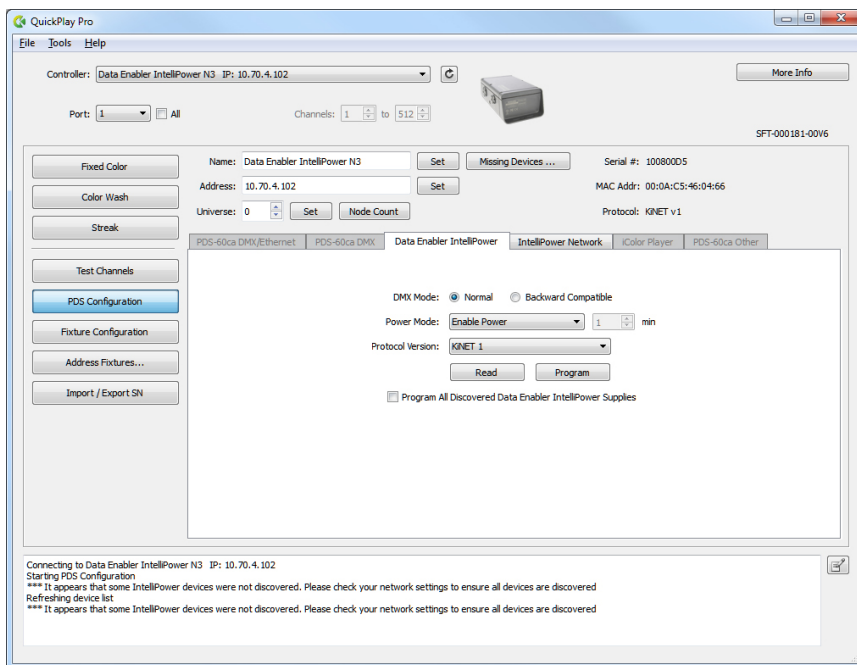 QuickPlay Pro
File Tools Help
Controller: Data Enabler IntelliPower N3 IP: 10.70.4.102
More Info
Port: 1 All Channels: 1 to 512
SFT-000181-00V6
Fixed Color
Color Wash
Streak
Test Channels
PDS Configuration
Fixture Configuration
Address Fixtures...
Import / Export SN
Name: Data Enabler IntelliPower N3 Set Missing Devices ... Serial #: 100800D5
Address: 10.70.4.102 Set MAC Addr: 00:0A:C5:46:04:66
Universe: 0 Set Node Count Protocol: KiNET v1
PDS-60ca DMX/Ethernet PDS-60ca DMX Data Enabler IntelliPower IntelliPower Network iColor Player PDS-60ca Other
DMX Mode: Normal Backward Compatible
Power Mode: Enable Power 1 min
Protocol Version: KiNET 1
Read Program
Program All Discovered Data Enabler IntelliPower Supplies
Connecting to Data Enabler IntelliPower N3 IP: 10.70.4.102
Starting PDS Configuration
*** It appears that some IntelliPower devices were not discovered. Please check your network settings to ensure all devices are discovered
Refreshing device list
*** It appears that some IntelliPower devices were not discovered. Please check your network settings to ensure all devices are discovered